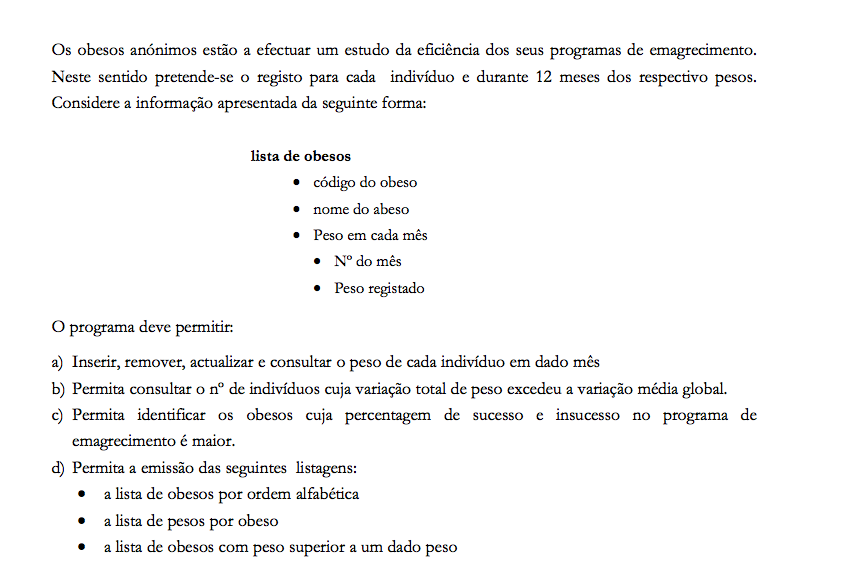 Os obesos anónimos estão a efectuar um estudo da eficiência dos seus programas de emagrecimento.
Neste sentido pretende-se o registo para cada indivíduo e durante 12 meses dos respectivo pesos.
Considere a informação apresentada da seguinte forma:
lista de obesos
• código do obeso
• nome do abeso
• Peso em cada mês
• Nº do mês
• Peso registado
O programa deve permitir:
a) Inserir, remover, actualizar e consultar o peso de cada indivíduo em dado mês
b) Permita consultar o nº de indivíduos cuja variação total de peso excedeu a variação média global.
c) Permita identificar os obesos cuja percentagem de sucesso e insucesso no programa de
emagrecimento é maior.
d) Permita a emissão das seguintes listagens:
• a lista de obesos por ordem alfabética
• a lista de pesos por obeso
• a lista de obesos com peso superior a um dado peso